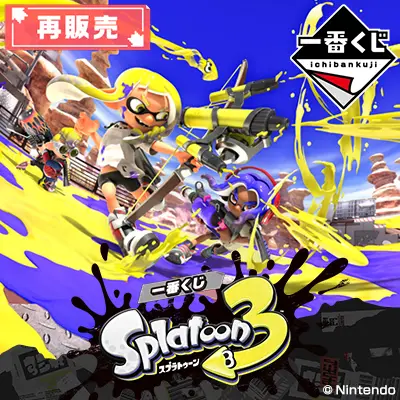 再販売
一番くじ
ichibankuji
一番くじ
Splatoon 3
スプラトゥーン
© Nintendo